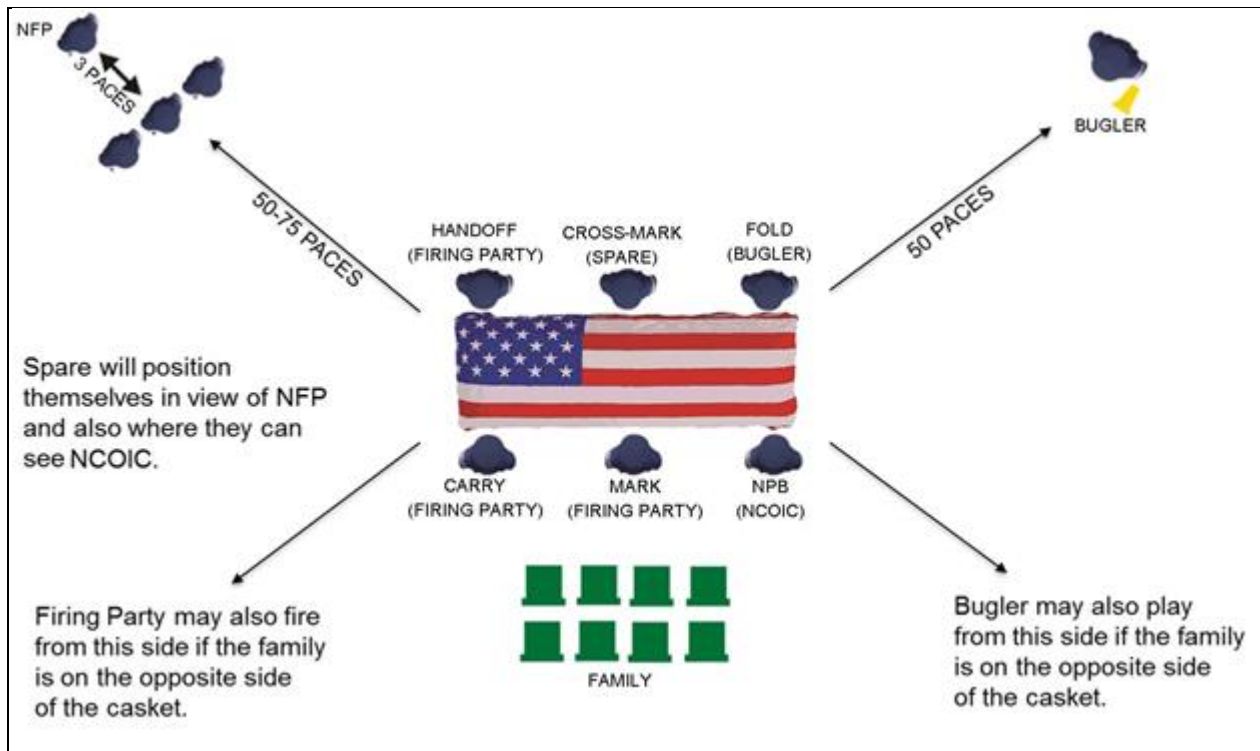 NFP
3 PACES
BUGLER
50-75 PACES
50 PACES
HANDOFF
(FIRING PARTY)
CROSS-MARK
(SPARE)
FOLD
(BUGLER)
Spare will position
themselves in view of NFP
and also where they can
see NCOIC.
CARRY
(FIRING PARTY)
MARK
(FIRING PARTY)
NPB
(NCOIC)
Firing Party may also fire
from this side if the family
is on the opposite side
of the casket.
FAMILY
Bugler may also play
from this side if the family
is on the opposite side
of the casket.